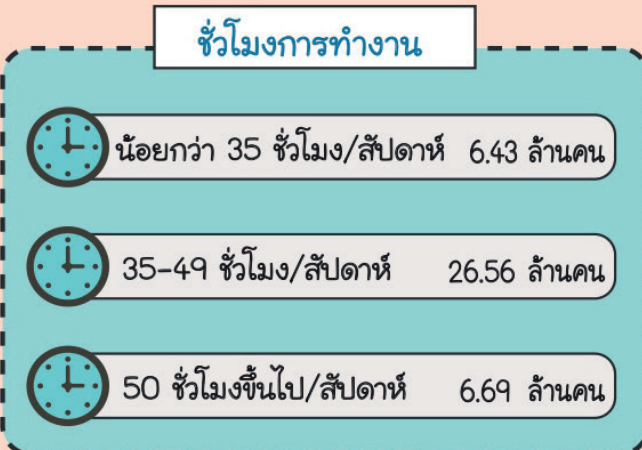 ชั่วโมงการทำงาน
น้อยกว่า 35 ชั่วโมง/สัปดาห์ 6.43 ล้านคน
35-49 ชั่วโมง/สัปดาห์ 26.56 ล้านคน
50 ชั่วโมงขึ้นไป/สัปดาห์ 6.69 ล้านคน